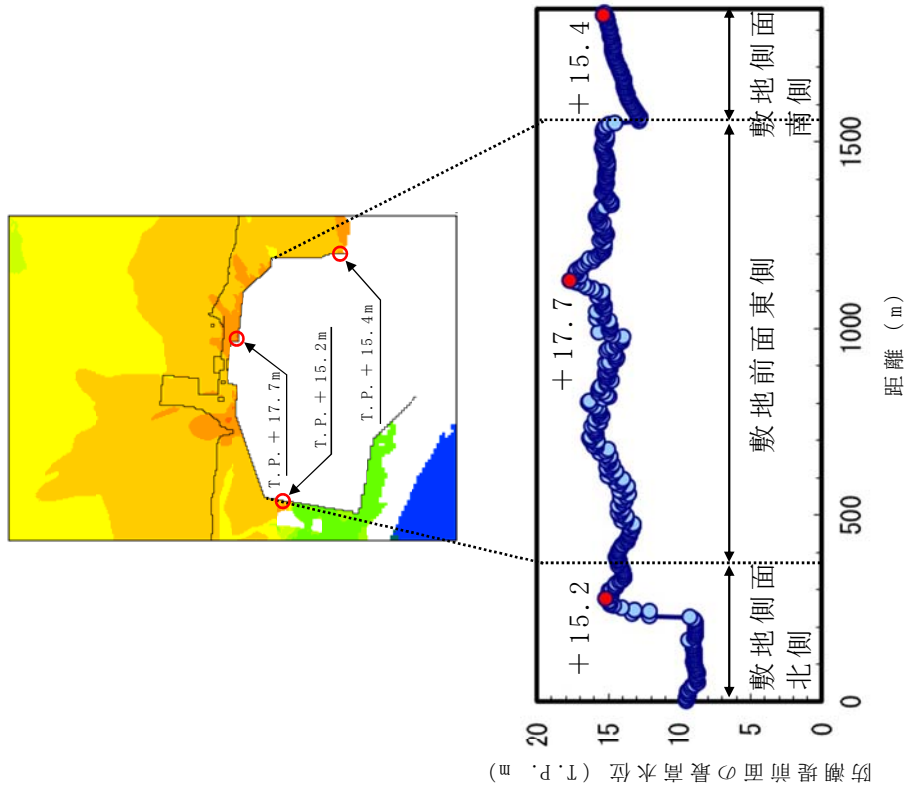 T.P.＋17.7m
T.P.＋15.2m
T.P.＋15.4m
防潮堤前面の最高水位 (T.P. m)
20
15
10
5
0
＋15.2
＋17.7
＋15.4
敷地側面
北側
敷地前面東側
敷地側面
南側
0
500
1000
1500
距離 (m)